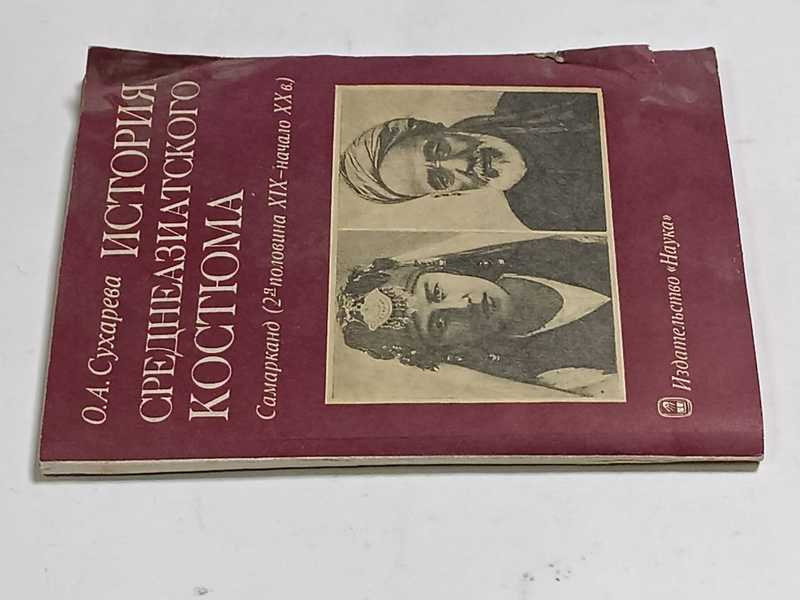 О.А.Сухарева
ИСТОРИЯ
СРЕДНЕАЗИАТСКОГО
КОСТЮМА
Самарканд (2я половина XIX–начало XX в.)
Издательство «Наука»